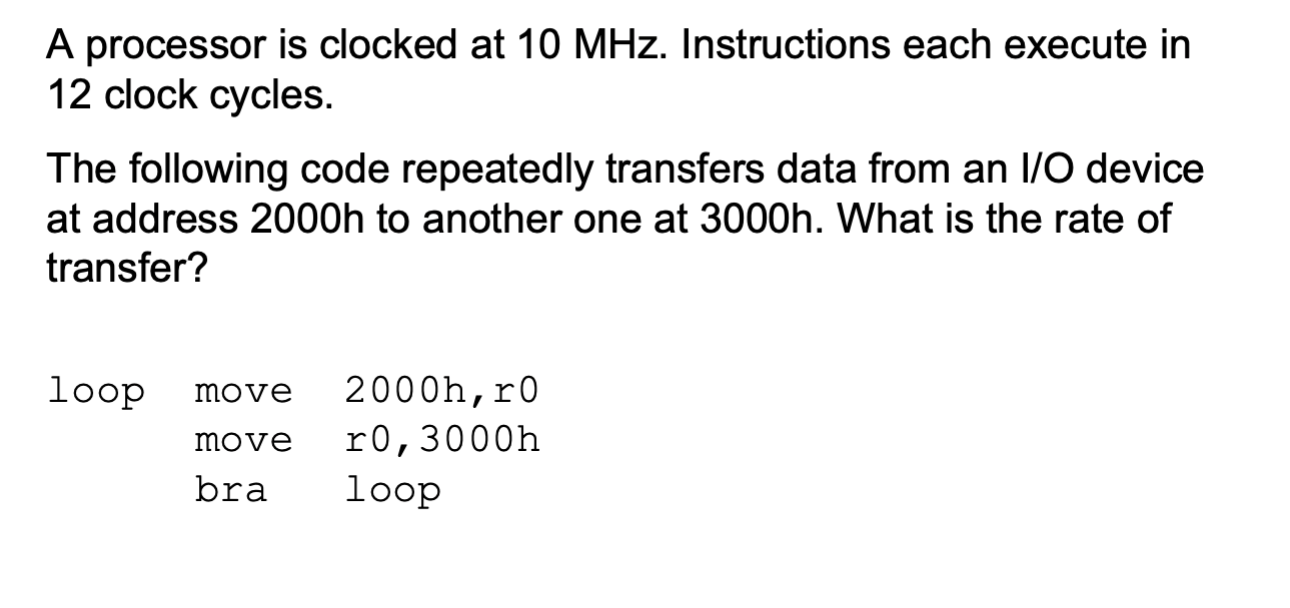 A processor is clocked at 10 MHz. Instructions each execute in
12 clock cycles.
The following code repeatedly transfers data from an I/O device
at address 2000h to another one at 3000h. What is the rate of
transfer?
loop move 2000h,r0
move r0,3000h
bra loop